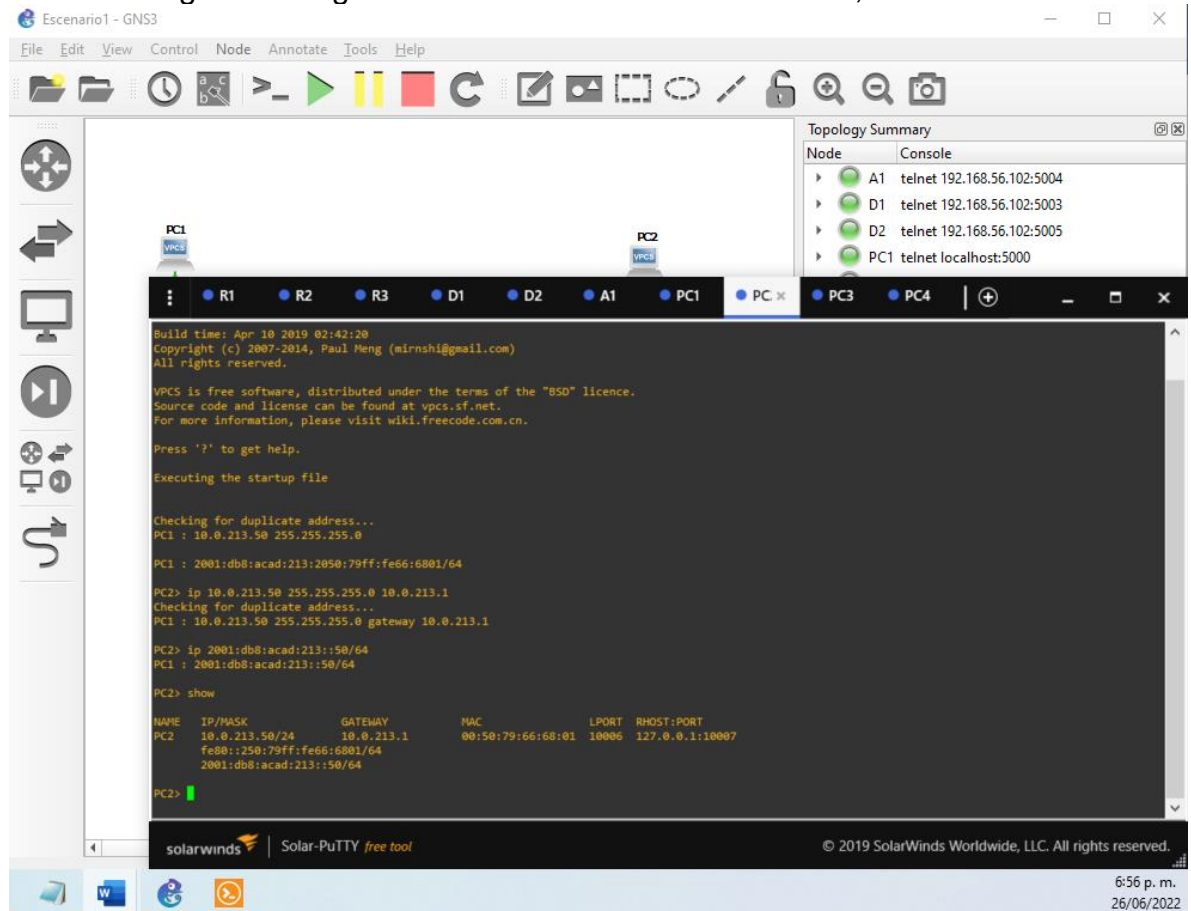 Escenario1 - GNS3
File Edit View Control Node Annotate Tools Help
Topology Summary
Node Console
A1 telnet 192.168.56.102:5004
D1 telnet 192.168.56.102:5003
D2 telnet 192.168.56.102:5005
PC1 telnet localhost:5000
PC1
VPCS
PC2
VPCS
R1 R2 R3 D1 D2 A1 PC1 PC. PC3 PC4
Build time: Apr 10 2019 02:42:20
Copyright (c) 2007-2014, Paul Meng (mirnshi@gmail.com)
All rights reserved.
VPCS is free software, distributed under the terms of the "BSD" licence.
Source code and license can be found at vpcs.sf.net.
For more information, please visit wiki.freecode.com.cn.
Press '?' to get help.
Executing the startup file
Checking for duplicate address...
PC1 : 10.0.213.50 255.255.255.0
PC1 : 2001:db8:acad:213:2050:79ff:fe66:6801/64
PC2> ip 10.0.213.50 255.255.255.0 10.0.213.1
Checking for duplicate address...
PC1 : 10.0.213.50 255.255.255.0 gateway 10.0.213.1
PC2> ip 2001:db8:acad:213::50/64
PC1 : 2001:db8:acad:213::50/64
PC2> show
NAME IP/MASK GATEWAY MAC LPORT RHOST:PORT
PC2 10.0.213.50/24 10.0.213.1 00:50:79:66:68:01 10006 127.0.0.1:10007
fe80::250:79ff:fe66:6801/64
2001:db8:acad:213::50/64
PC2>
solarwinds Solar-PuTTY free tool © 2019 SolarWinds Worldwide, LLC. All rights reserved.
6:56 p. m.
26/06/2022